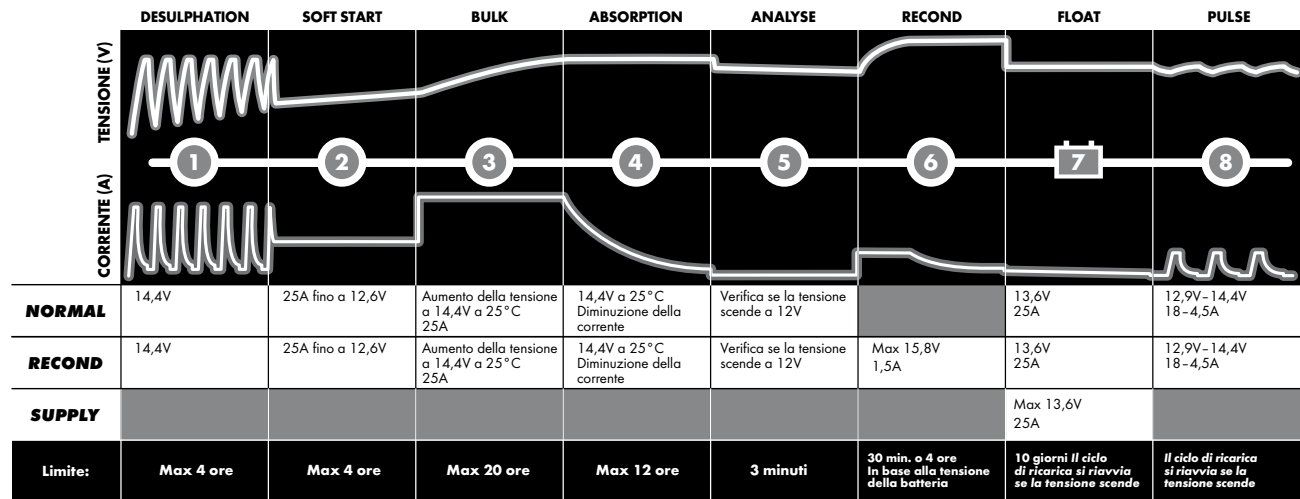 DESULPHATION SOFT START BULK ABSORPTION ANALYSE RECOND FLOAT PULSE
TENSIONE (V)
1 2 3 4 5 6 7 8
CORRENTE (A)
NORMAL
14,4V
25A fino a 12,6V
Aumento della tensione
a 14,4V a 25°C
25A
14,4V a 25°C
Diminuzione della
corrente
Verifica se la tensione
scende a 12V
13,6V
25A
12,9V–14,4V
18–4,5A
RECOND
14,4V
25A fino a 12,6V
Aumento della tensione
a 14,4V a 25°C
25A
14,4V a 25°C
Diminuzione della
corrente
Verifica se la tensione
scende a 12V
Max 15,8V
1,5A
13,6V
25A
12,9V–14,4V
18–4,5A
SUPPLY
Max 13,6V
25A
Limite:
Max 4 ore
Max 4 ore
Max 20 ore
Max 12 ore
3 minuti
30 min. o 4 ore
In base alla tensione
della batteria
10 giorni Il ciclo
di ricarica si riavvia
se la tensione scende
Il ciclo di ricarica
si riavvia se la
tensione scende